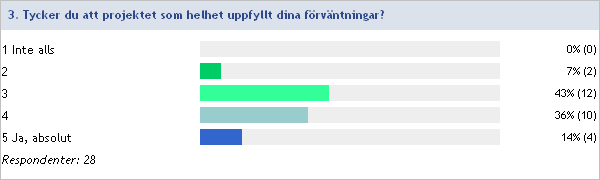 3. Tycker du att projektet som helhet uppfyllt dina förväntningar?
1 Inte alls 0% (0)
2 7% (2)
3 43% (12)
4 36% (10)
5 Ja, absolut 14% (4)
Respondenter: 28